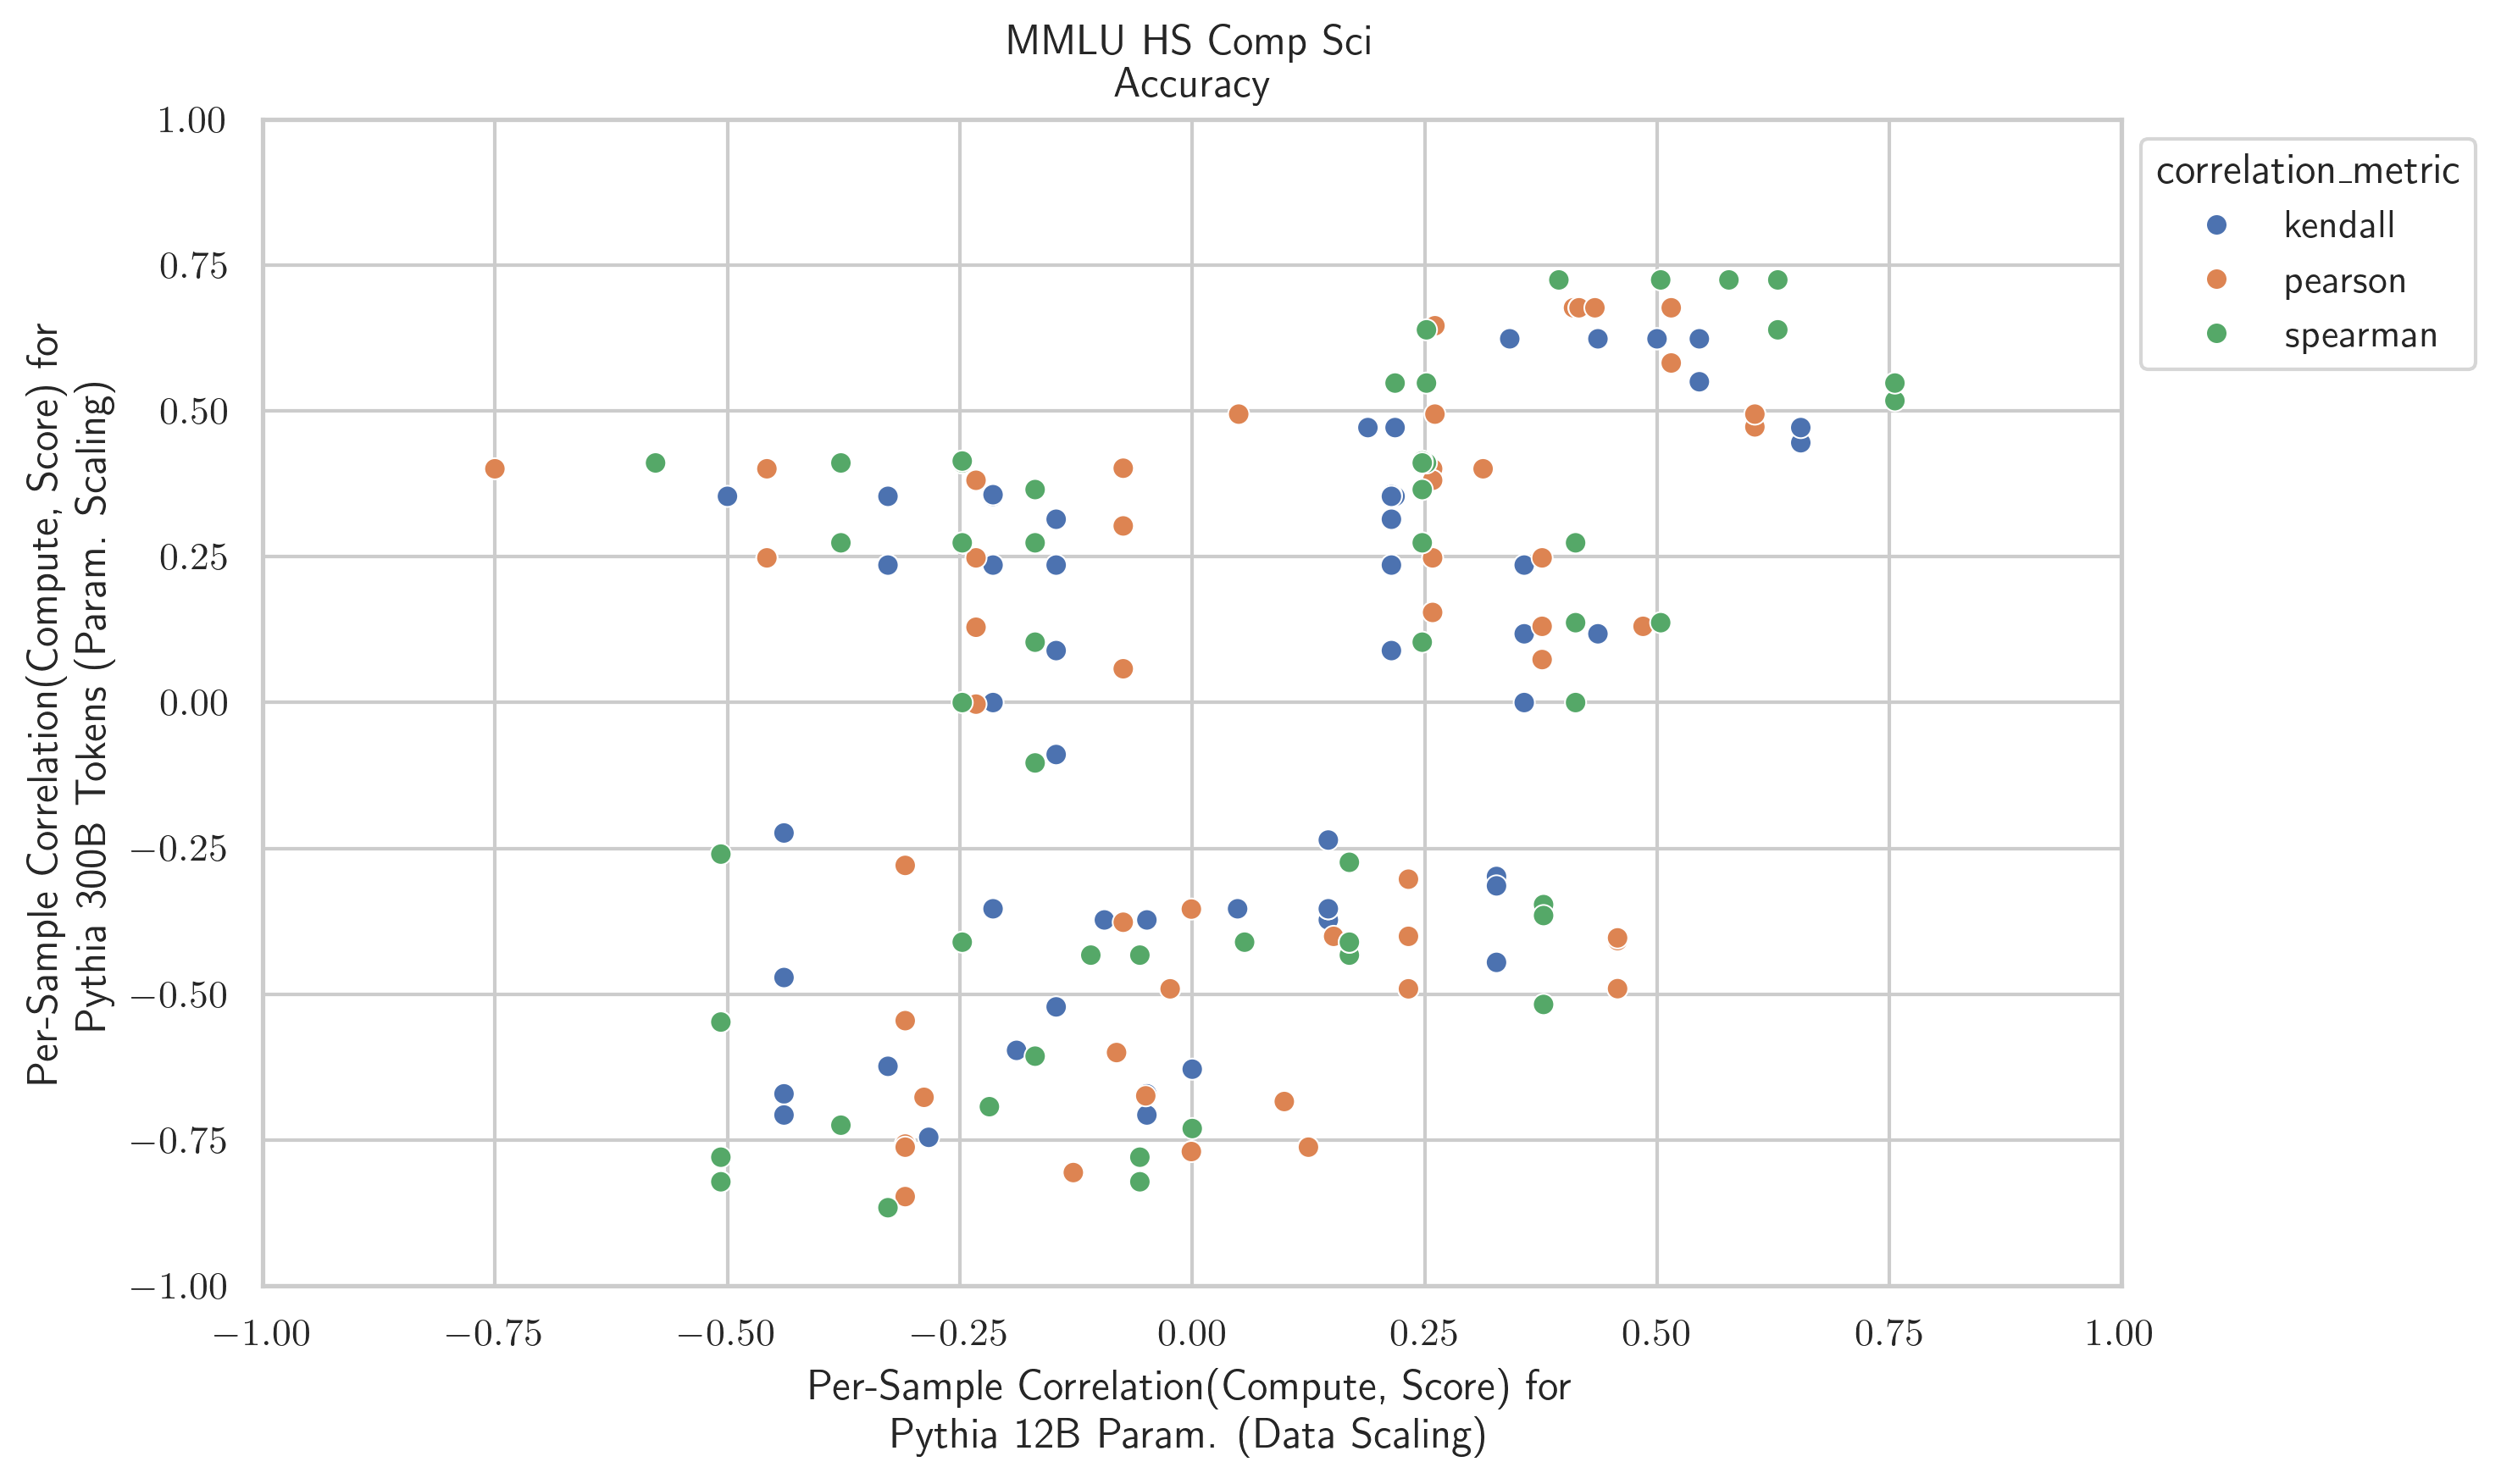 MMLU HS Comp Sci
Accuracy
1.00
0.75
0.50
0.25
0.00
−0.25
−0.50
−0.75
−1.00
Per-Sample Correlation(Compute, Score) for
Pythia 300B Tokens (Param. Scaling)
correlation_metric
kendall
pearson
spearman
−1.00
−0.75
−0.50
−0.25
0.00
0.25
0.50
0.75
1.00
Per-Sample Correlation(Compute, Score) for
Pythia 12B Param. (Data Scaling)